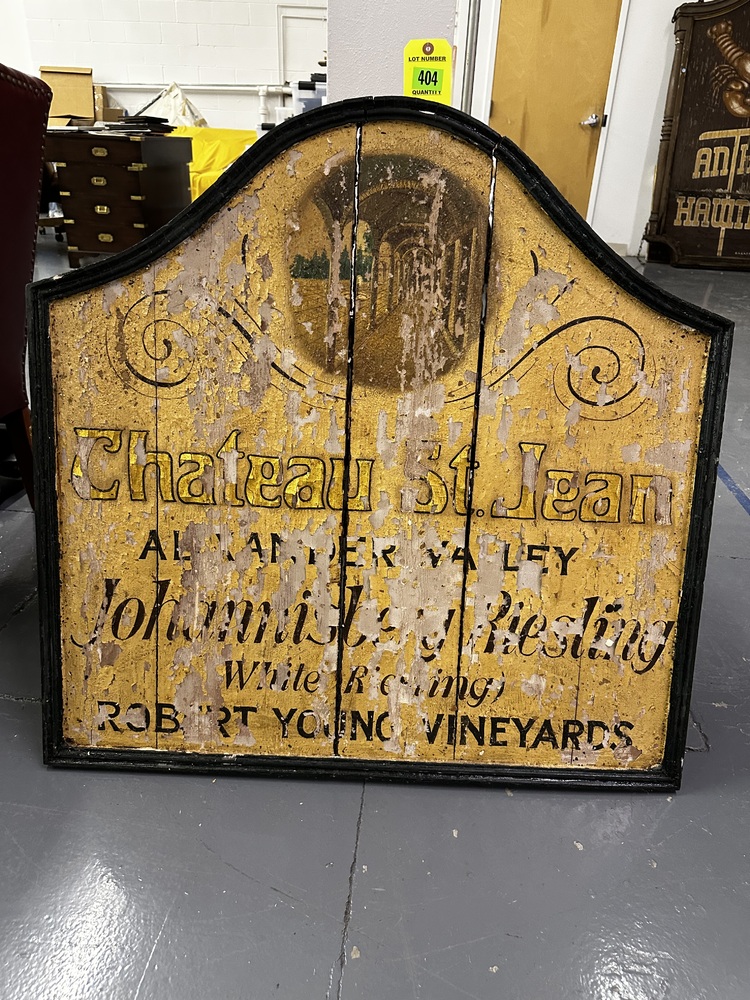 LOT NUMBER
404
QUANTITY
Chateau St. Jean
ALEXANDER VALLEY
Johannisberg Riesling
(White Riesling)
ROBERT YOUNG VINEYARDS